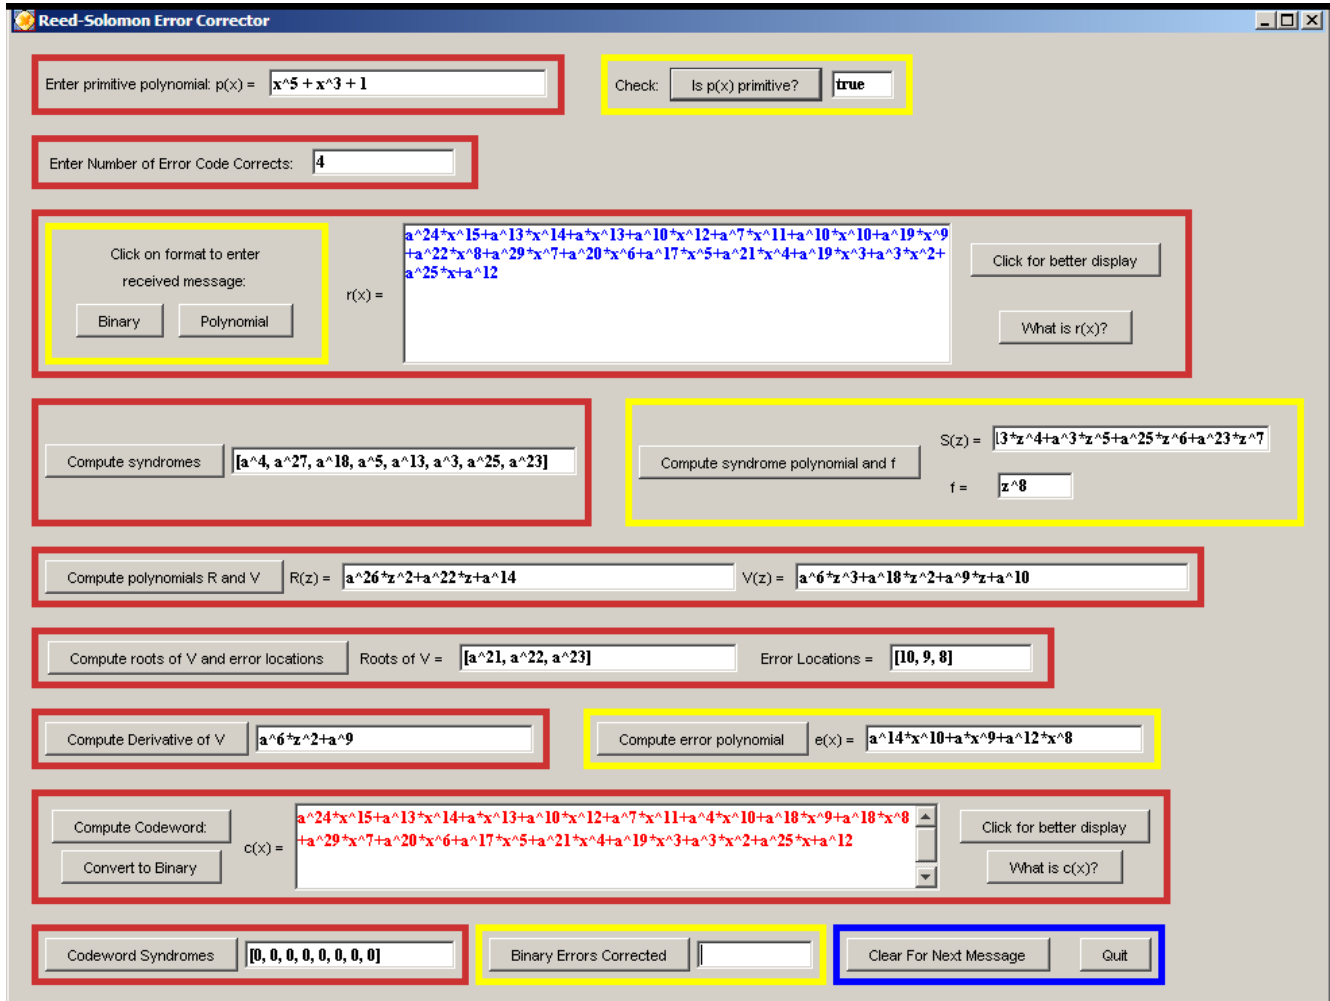 Reed-Solomon Error Corrector
Enter primitive polynomial: p(x) = x^5 + x^3 + 1 Check: Is p(x) primitive? true
Enter Number of Error Code Corrects: 4
Click on format to enter
received message:
Binary Polynomial
r(x) =
a^24*x^15+a^13*x^14+a*x^13+a^10*x^12+a^7*x^11+a^10*x^10+a^19*x^9
+a^22*x^8+a^29*x^7+a^20*x^6+a^17*x^5+a^21*x^4+a^19*x^3+a^3*x^2+
a^25*x+a^12
Click for better display
What is r(x)?
Compute syndromes [a^4, a^27, a^18, a^5, a^13, a^3, a^25, a^23]
Compute syndrome polynomial and f
S(z) = 13*z^4+a^3*z^5+a^25*z^6+a^23*z^7
f = z^8
Compute polynomials R and V R(z) = a^26*z^2+a^22*z+a^14 V(z) = a^6*z^3+a^18*z^2+a^9*z+a^10
Compute roots of V and error locations Roots of V = [a^21, a^22, a^23] Error Locations = [10, 9, 8]
Compute Derivative of V a^6*z^2+a^9 Compute error polynomial e(x) = a^14*x^10+a*x^9+a^12*x^8
Compute Codeword:
Convert to Binary
c(x) =
a^24*x^15+a^13*x^14+a*x^13+a^10*x^12+a^7*x^11+a^4*x^10+a^18*x^9+a^18*x^8
+a^29*x^7+a^20*x^6+a^17*x^5+a^21*x^4+a^19*x^3+a^3*x^2+a^25*x+a^12
Click for better display
What is c(x)?
Codeword Syndromes [0, 0, 0, 0, 0, 0, 0, 0] Binary Errors Corrected Clear For Next Message Quit